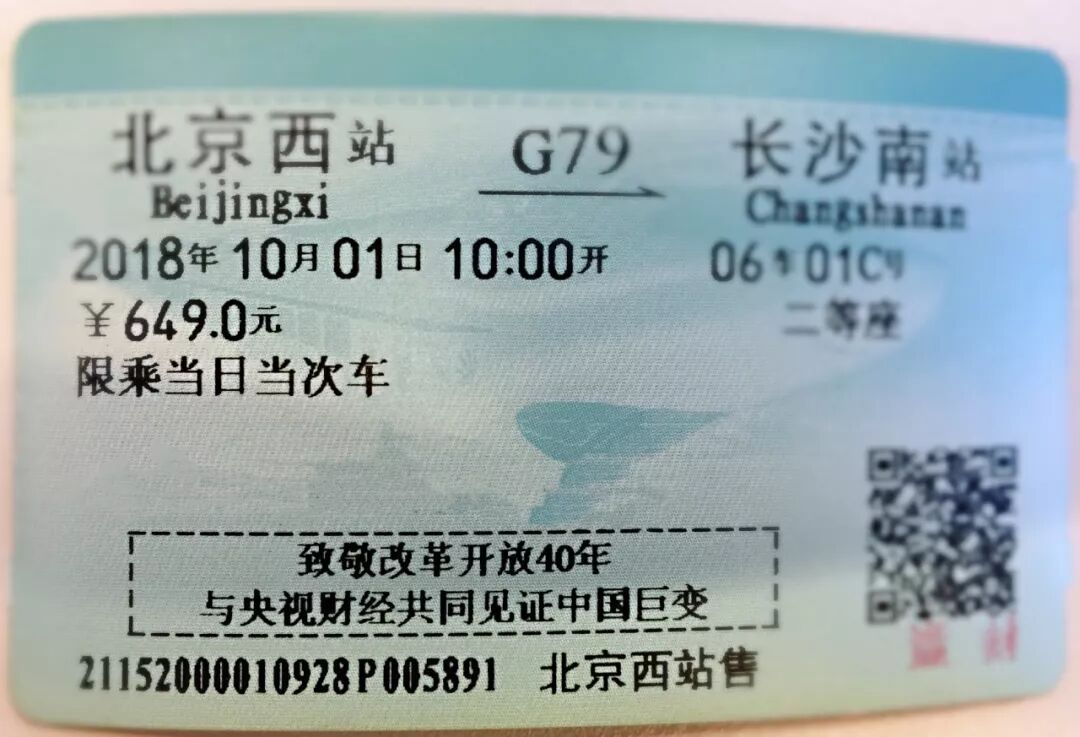 北京西站 G79 长沙南站
Beijingxi Changshanan
2018年10月01日10:00开 06车01C号
￥649.0元 二等座
限乘当日当次车
致敬改革开放40年
与央视财经共同见证中国巨变
21152000010928P005891 北京西站售